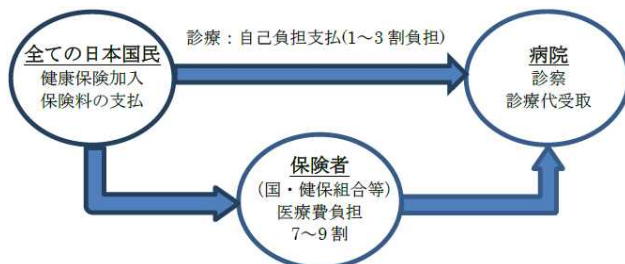 全ての日本国民
健康保険加入
保険料の支払
診療：自己負担支払(1～3割負担)
病院
診察
診療代受取
保険者
(国・健保組合等)
医療費負担
7～9割